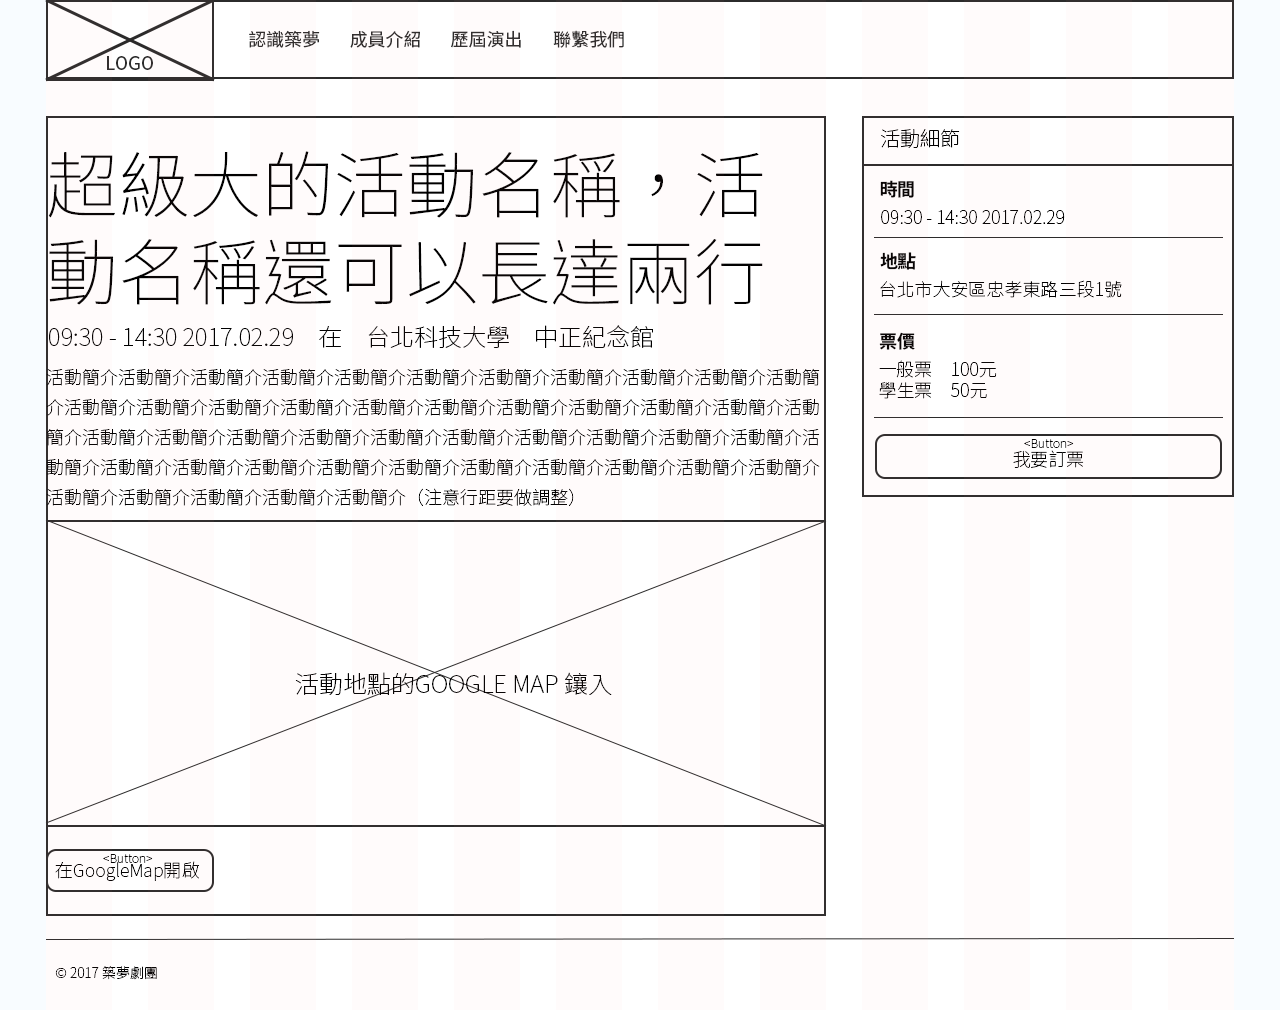 LOGO
認識築夢 成員介紹 歷屆演出 聯繫我們
超級大的活動名稱，活
動名稱還可以長達兩行
09:30 - 14:30 2017.02.29 在 台北科技大學 中正紀念館
活動簡介活動簡介活動簡介活動簡介活動簡介活動簡介活動簡介活動簡介活動簡介活動簡介活動簡
介活動簡介活動簡介活動簡介活動簡介活動簡介活動簡介活動簡介活動簡介活動簡介活動簡介活動
簡介活動簡介活動簡介活動簡介活動簡介活動簡介活動簡介活動簡介活動簡介活動簡介活動簡介活
動簡介活動簡介活動簡介活動簡介活動簡介活動簡介活動簡介活動簡介活動簡介活動簡介活動簡介
活動簡介活動簡介活動簡介活動簡介活動簡介（注意行距要做調整）
活動地點的GOOGLE MAP 鑲入
<Button>
在GoogleMap開啟
活動細節
時間
09:30 - 14:30 2017.02.29
地點
台北市大安區忠孝東路三段1號
票價
一般票 100元
學生票 50元
<Button>
我要訂票
© 2017 築夢劇團